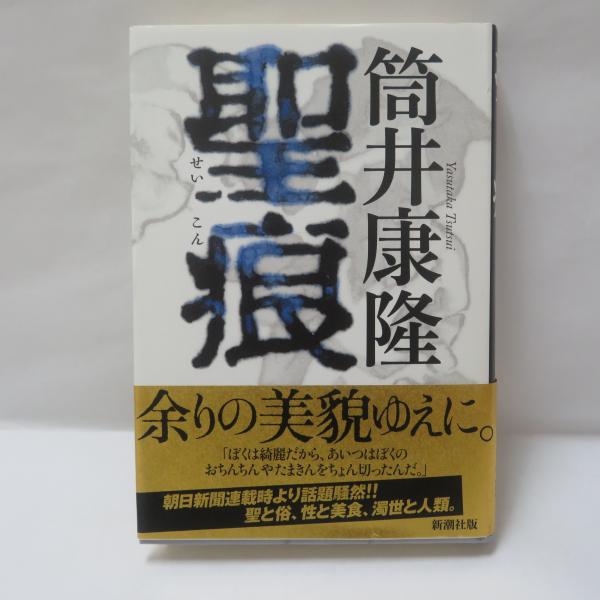 筒井康隆
Yasutaka Tsutsui
聖痕
せいこん
余りの美貌ゆえに。
「ぼくは綺麗だから、あいつはぼくの
おちんちんやたまきんをちょん切ったんだ。」
朝日新聞連載時より話題騒然!!
聖と俗、性と美食、濁世と人類。
新潮社版